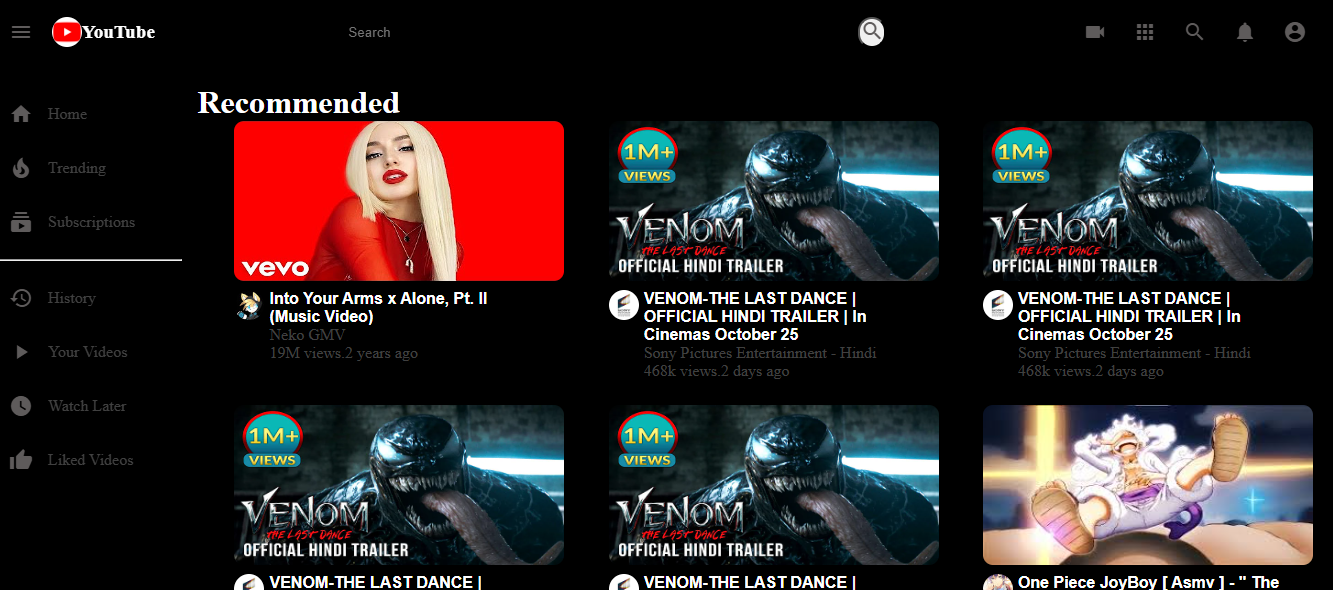 YouTube
Search
Home
Trending
Subscriptions
History
Your Videos
Watch Later
Liked Videos
Recommended
vevo
Into Your Arms x Alone, Pt. II
(Music Video)
Neko GMV
19M views.2 years ago
1M+
VIEWS
VENOM
THE LAST DANCE
OFFICIAL HINDI TRAILER
VENOM-THE LAST DANCE |
OFFICIAL HINDI TRAILER | In
Cinemas October 25
Sony Pictures Entertainment - Hindi
468k views.2 days ago
1M+
VIEWS
VENOM
THE LAST DANCE
OFFICIAL HINDI TRAILER
VENOM-THE LAST DANCE |
OFFICIAL HINDI TRAILER | In
Cinemas October 25
Sony Pictures Entertainment - Hindi
468k views.2 days ago
1M+
VIEWS
VENOM
THE LAST DANCE
OFFICIAL HINDI TRAILER
VENOM-THE LAST DANCE |
1M+
VIEWS
VENOM
THE LAST DANCE
OFFICIAL HINDI TRAILER
VENOM-THE LAST DANCE |
One Piece JoyBoy [ Asmv ] - " The